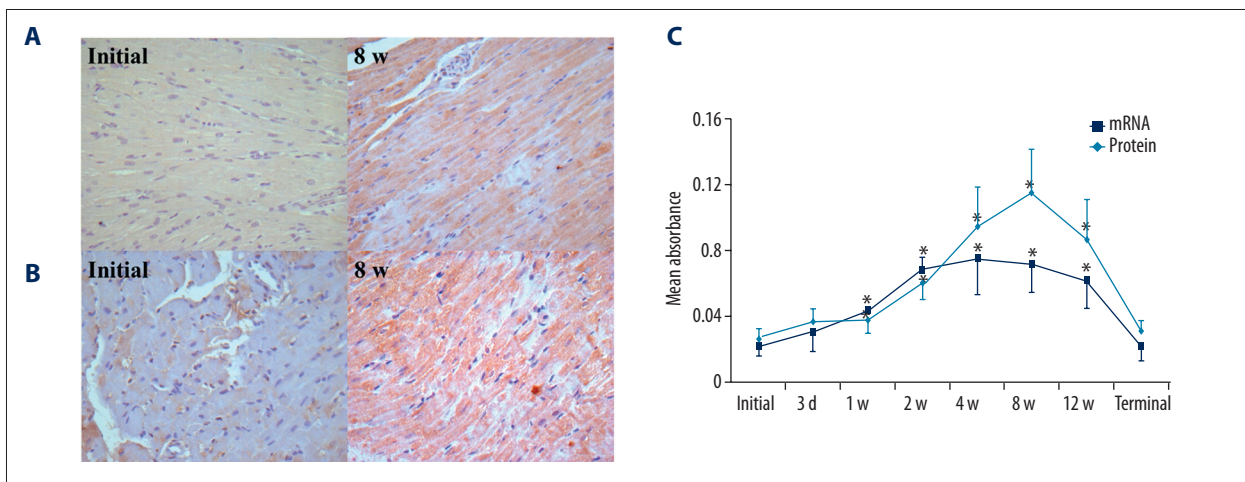 A
Initial
8 w
B
Initial
8 w
C
mRNA
Protein
Mean absorbance
0.16
0.12
0.8
0.04
0
Initial 3 d 1 w 2 w 4 w 8 w 12 w Terminal
* * * * * * * * * *